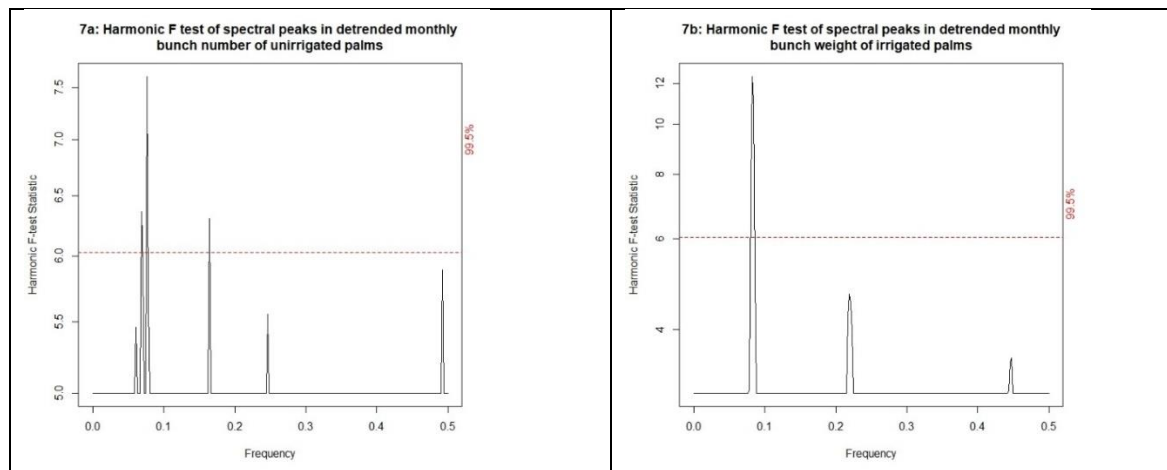 7a: Harmonic F test of spectral peaks in detrended monthly
bunch number of unirrigated palms
7.5
7.0
6.5
6.0
5.5
5.0
Harmonic F-test Statistic
99.5%
0.0 0.1 0.2 0.3 0.4 0.5
Frequency
7b: Harmonic F test of spectral peaks in detrended monthly
bunch weight of irrigated palms
12
10
8
6
4
Harmonic F-test Statistic
99.5%
0.0 0.1 0.2 0.3 0.4 0.5
Frequency